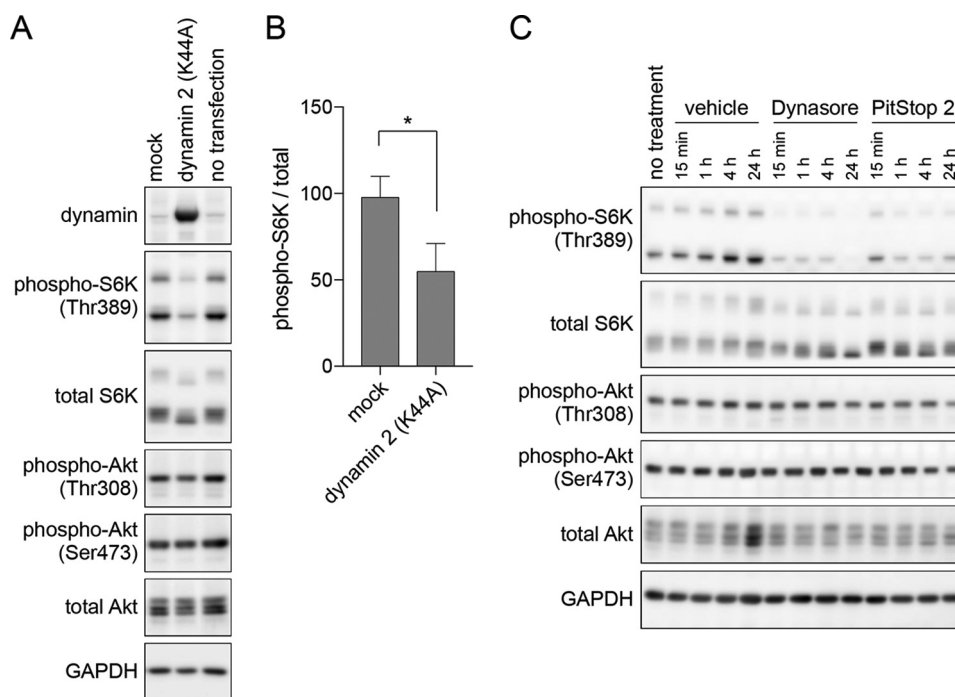 A
mock
dynamin 2 (K44A)
no transfection
dynamin
phospho-S6K
(Thr389)
total S6K
phospho-Akt
(Thr308)
phospho-Akt
(Ser473)
total Akt
GAPDH
B
phospho-S6K / total
150
100
50
0
*
mock
dynamin 2 (K44A)
C
no treatment
vehicle
Dynasore
PitStop 2
15 min
1 h
4 h
24 h
15 min
1 h
4 h
24 h
15 min
1 h
4 h
24 h
phospho-S6K
(Thr389)
total S6K
phospho-Akt
(Thr308)
phospho-Akt
(Ser473)
total Akt
GAPDH